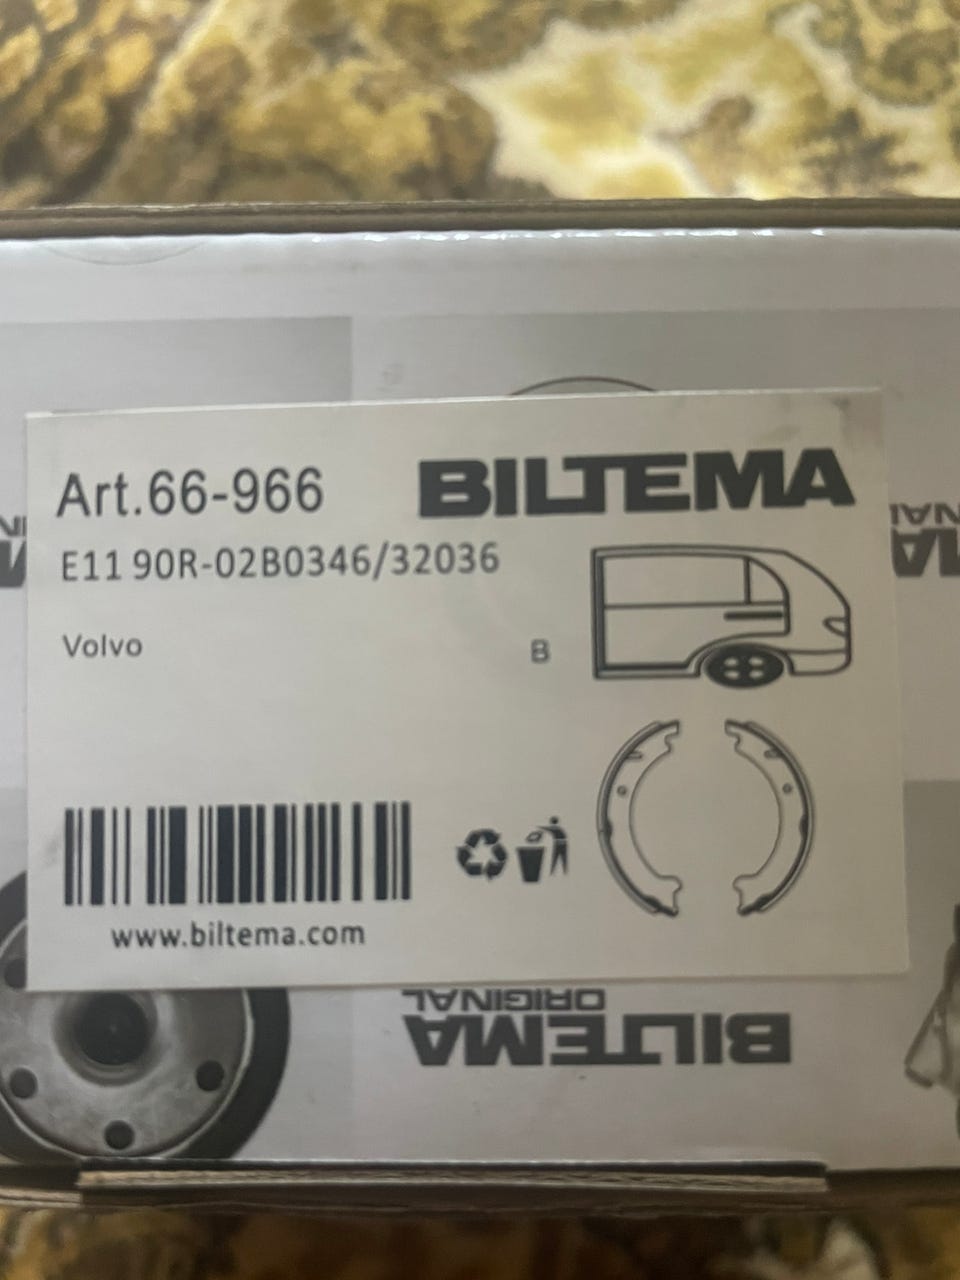 Art.66-966
BILTEMA
E11 90R-02B0346/32036
Volvo
B
www.biltema.com
ORIGINAL
BILTEMA